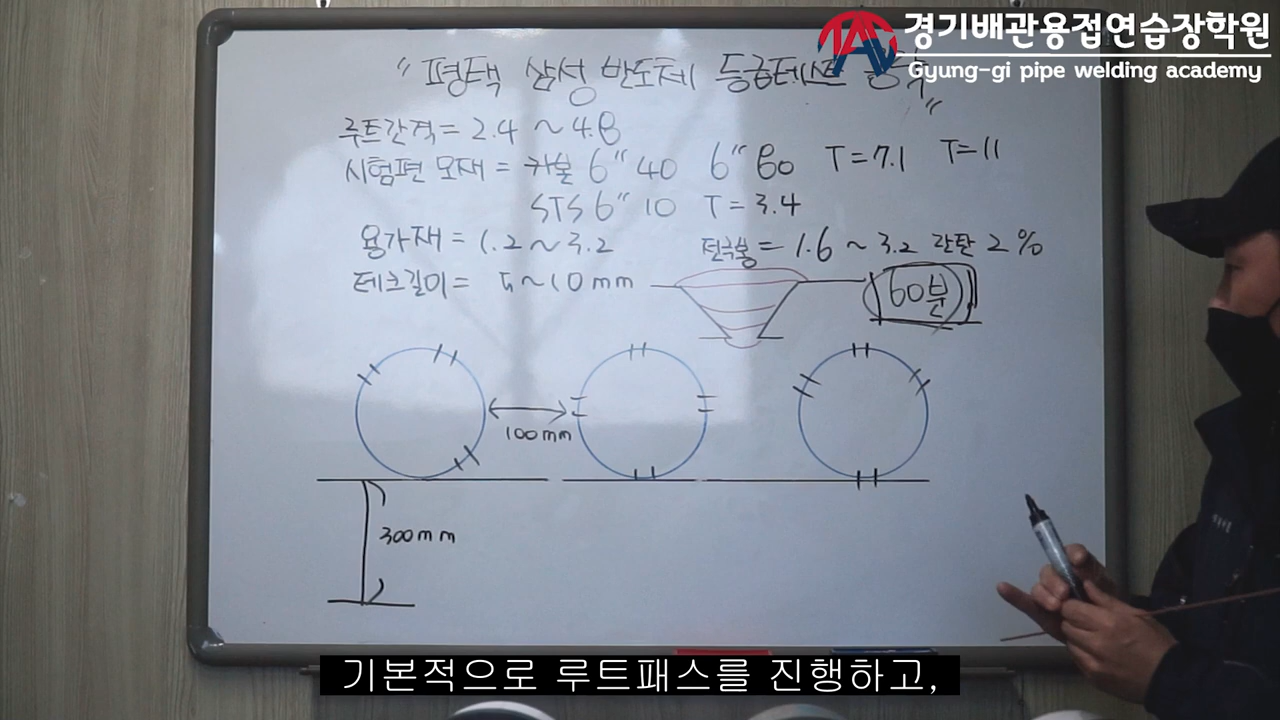 경기배관용접연습장학원
Gyung-gi pipe welding academy
" 평택 삼성 반도체 등급테스트 "
루트간격 = 2.4 ~ 4.8
시험편 모재 = 카본 6" 40 6" 80 T=7.1 T=11
STS 6" 10 T=3.4
용가재 = 1.2 ~ 3.2 전극봉 = 1.6 ~ 3.2 란탄 2%
테크길이 = 5~10mm
60분
100mm
300mm
기본적으로 루트패스를 진행하고,